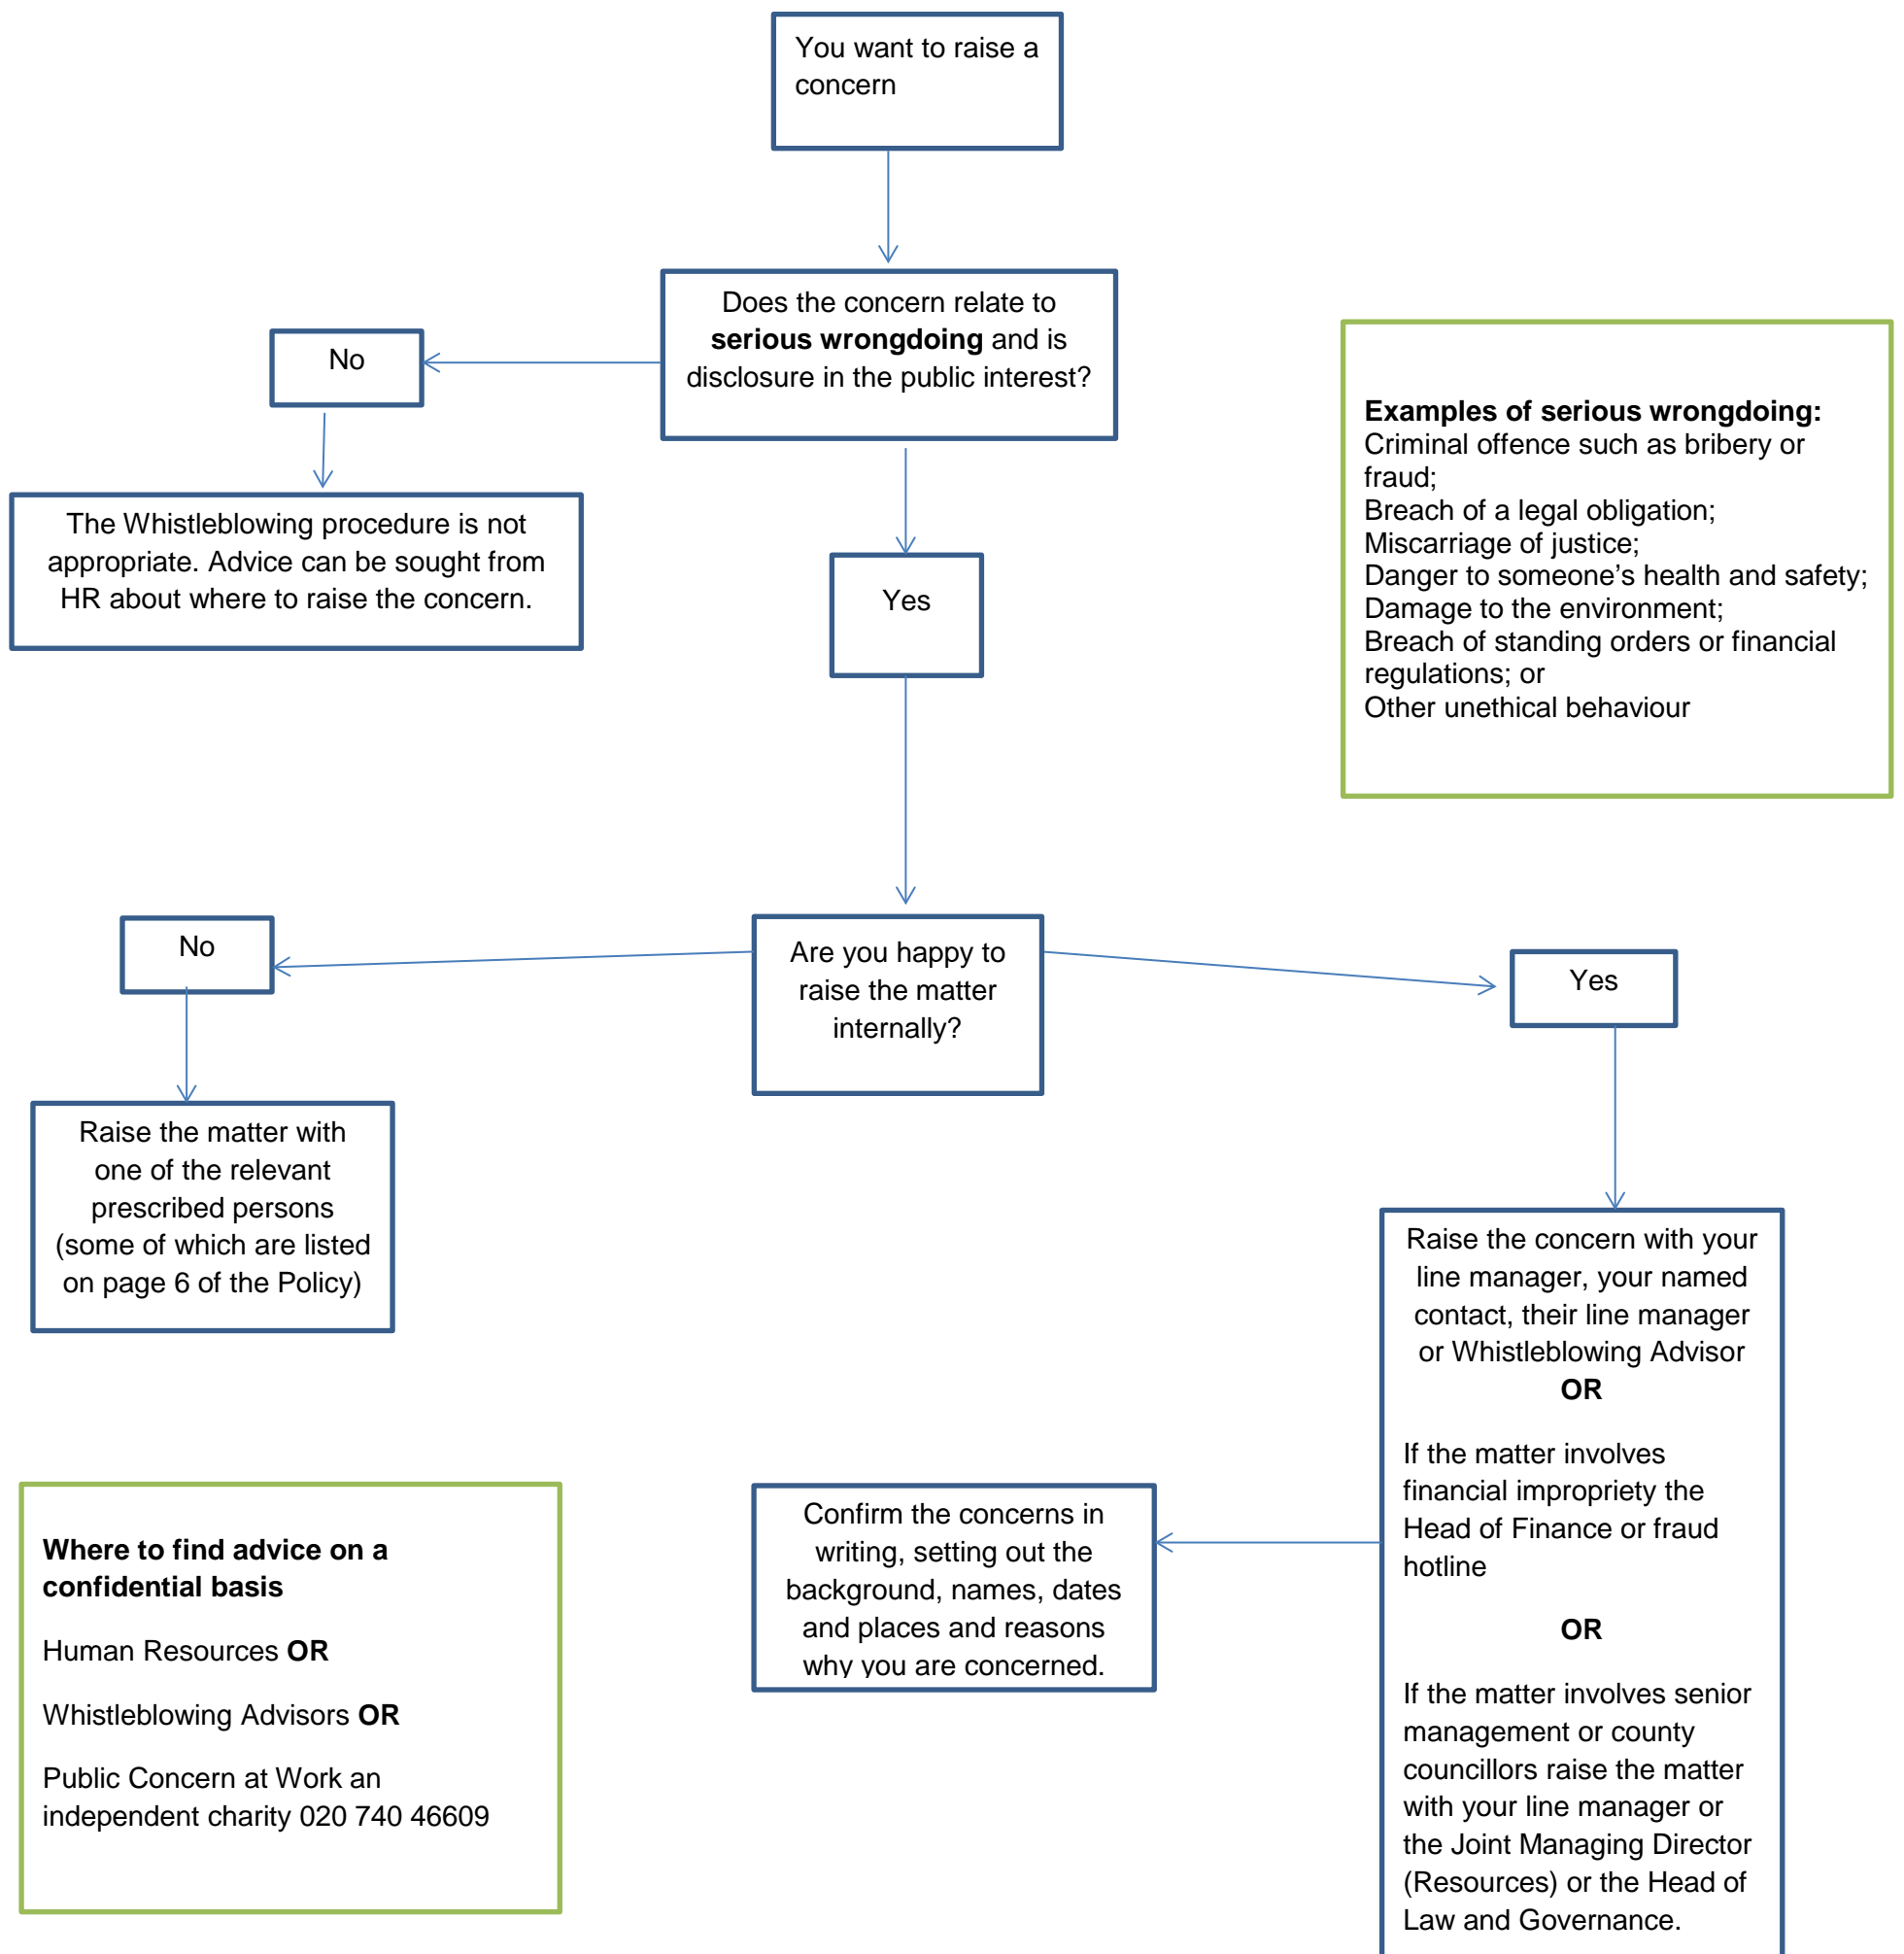 You want to raise a
concern
Does the concern relate to
serious wrongdoing and is
disclosure in the public interest?
No
Examples of serious wrongdoing:
Criminal offence such as bribery or
fraud;
Breach of a legal obligation;
Miscarriage of justice;
Danger to someone's health and safety;
Damage to the environment;
Breach of standing orders or financial
regulations; or
Other unethical behaviour
The Whistleblowing procedure is not
appropriate. Advice can be sought from
HR about where to raise the concern.
Yes
Are you happy to
raise the matter
internally?
No
Yes
Raise the matter with
one of the relevant
prescribed persons
(some of which are listed
on page 6 of the Policy)
Raise the concern with your
line manager, your named
contact, their line manager
or Whistleblowing Advisor
OR
If the matter involves
financial impropriety the
Head of Finance or fraud
hotline
OR
If the matter involves senior
management or county
councillors raise the matter
with your line manager or
the Joint Managing Director
(Resources) or the Head of
Law and Governance.
Confirm the concerns in
writing, setting out the
background, names, dates
and places and reasons
why you are concerned.
Where to find advice on a
confidential basis
Human Resources OR
Whistleblowing Advisors OR
Public Concern at Work an
independent charity 020 740 46609